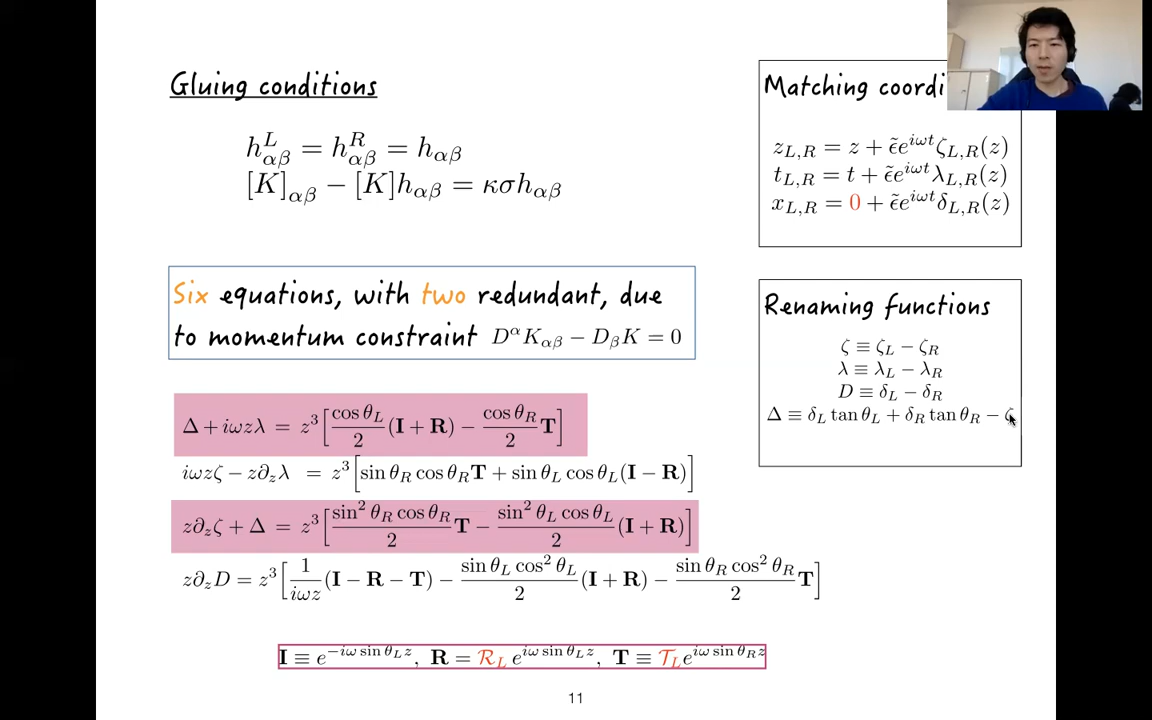 Gluing conditions
h^L_{αβ} = h^R_{αβ} = h_{αβ}
[K]_{αβ} − [K]h_{αβ} = κσh_{αβ}
Six equations, with two redundant, due
to momentum constraint D^α K_{αβ} − D_β K = 0
Δ + iωzλ = z^3[cos θ_L/2 (I + R) − cos θ_R/2 T]
iωzζ − z∂_zλ = z^3[sin θ_R cos θ_R T + sin θ_L cos θ_L (I − R)]
z∂_zζ + Δ = z^3[sin^2 θ_R cos θ_R/2 T − sin^2 θ_L cos θ_L/2 (I + R)]
z∂_zD = z^3[1/iωz (I − R − T) − sin θ_L cos^2 θ_L/2 (I + R) − sin θ_R cos^2 θ_R/2 T]
I ≡ e^{−iω sin θ_L z}, R = R_L e^{iω sin θ_L z}, T ≡ T_L e^{iω sin θ_R z}
Matching
z_{L,R} = z + ε̃e^{iωt}ζ_{L,R}(z)
t_{L,R} = t + ε̃e^{iωt}λ_{L,R}(z)
x_{L,R} = 0 + ε̃e^{iωt}δ_{L,R}(z)
Renaming functions
ζ ≡ ζ_L − ζ_R
λ ≡ λ_L − λ_R
D ≡ δ_L − δ_R
Δ ≡ δ_L tan θ_L + δ_R tan θ_R − ζ
11